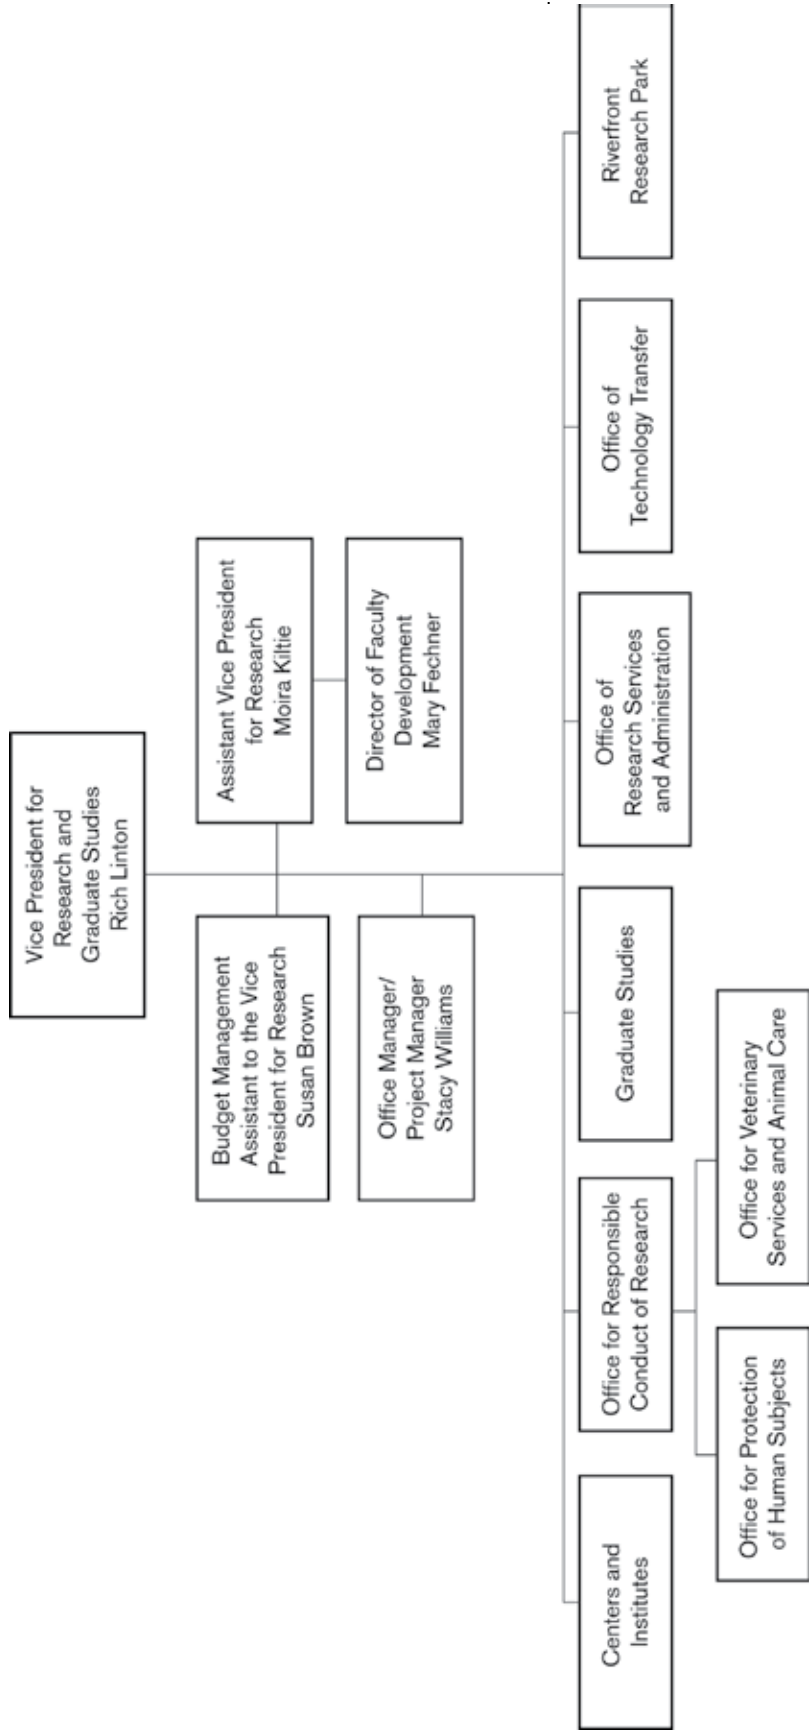 Vice President for
Research and
Graduate Studies
Rich Linton
Budget Management
Assistant to the Vice
President for Research
Susan Brown
Assistant Vice President
for Research
Moira Kiltie
Office Manager/
Project Manager
Stacy Williams
Director of Faculty
Development
Mary Fechner
Centers and
Institutes
Office for Responsible
Conduct of Research
Graduate Studies
Office of
Research Services
and Administration
Office of
Technology Transfer
Riverfront
Research Park
Office for Protection
of Human Subjects
Office for Veterinary
Services and Animal Care